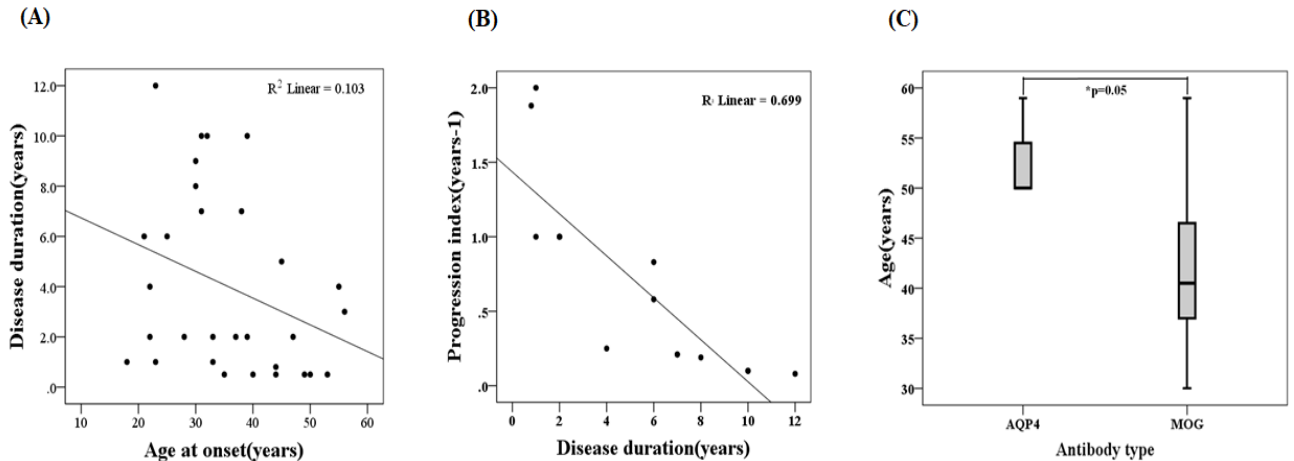 (A)
(B)
(C)
R² Linear = 0.103
Disease duration(years)
12.0
10.0
8.0
6.0
4.0
2.0
.0
10 20 30 40 50 60
Age at onset(years)
R Linear = 0.699
Progression index(years-1)
2.0
1.5
1.0
.5
.0
0 2 4 6 8 10 12
Disease duration(years)
*p=0.05
Age(years)
60
55
50
45
40
35
30
AQP4 MOG
Antibody type